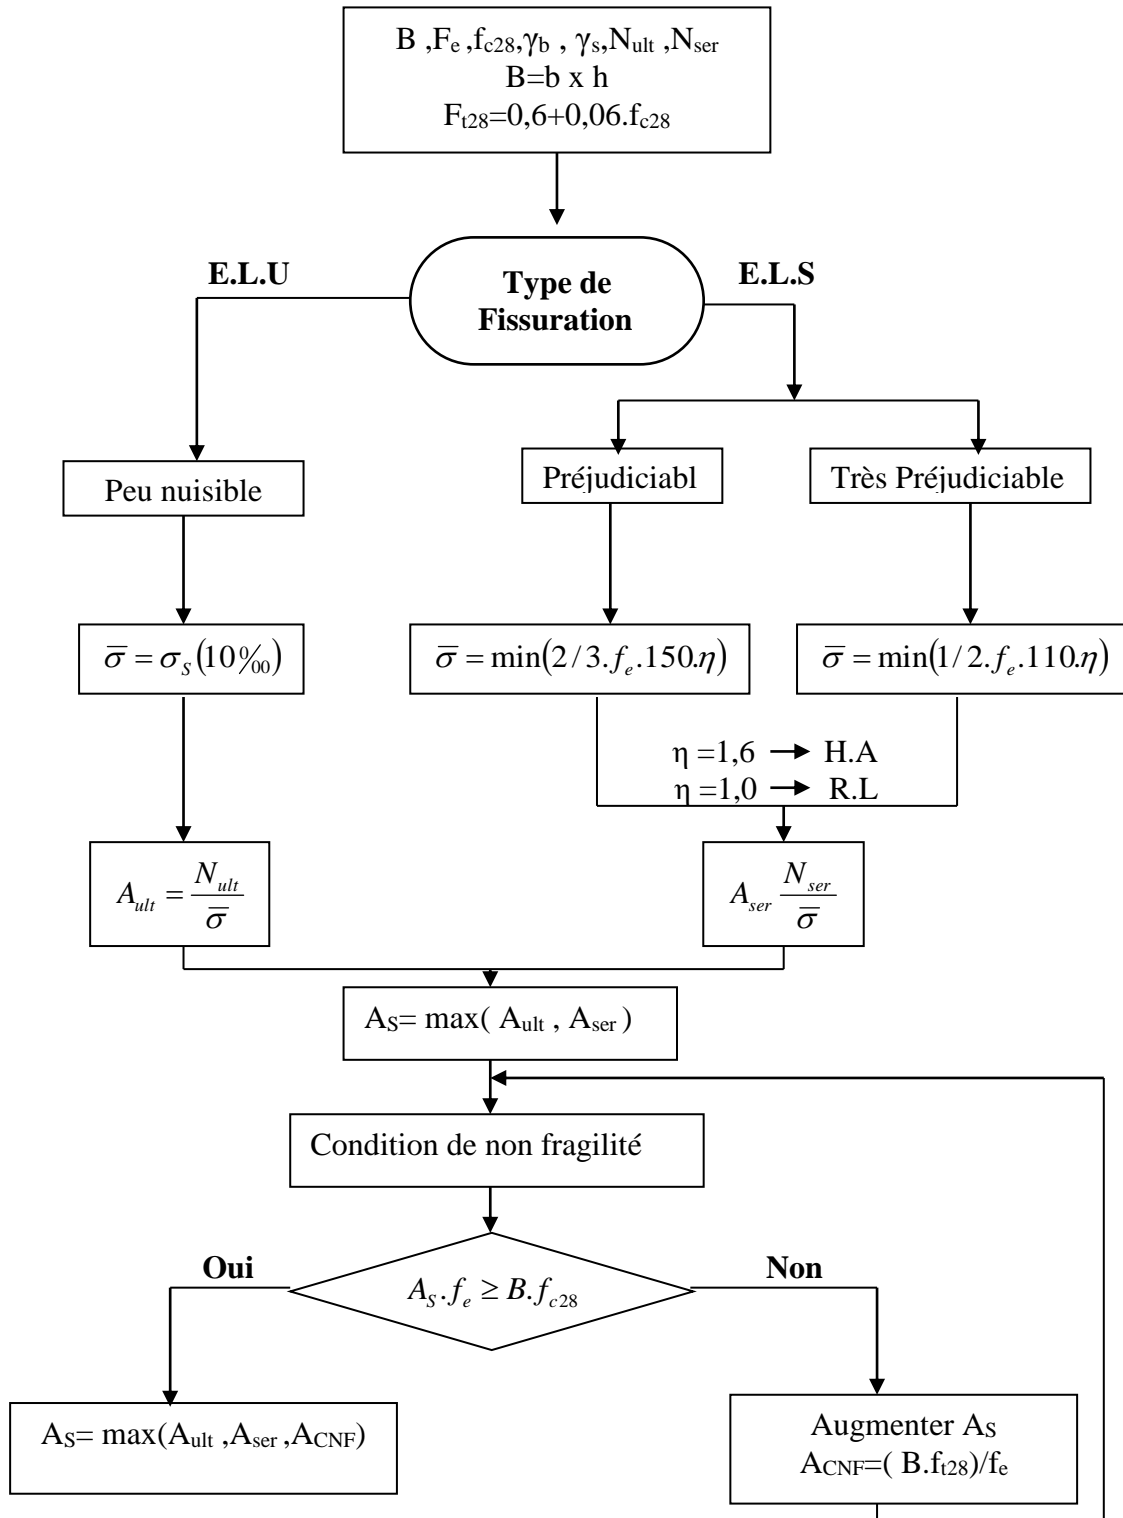 B ,Fe ,fc28,γb , γs,Nult ,Nser
B=b x h
Ft28=0,6+0,06.fc28
E.L.U
E.L.S
Type de
Fissuration
Peu nuisible
Préjudiciabl
Très Préjudiciable
σ̅ = σS(10‰)
σ̅ = min(2/3.fe.150.η)
σ̅ = min(1/2.fe.110.η)
η =1,6 → H.A
η =1,0 → R.L
Ault = Nult / σ̅
Aser Nser / σ̅
AS= max( Ault , Aser )
Condition de non fragilité
Oui
Non
AS.fe ≥ B.fc28
AS= max(Ault ,Aser ,ACNF)
Augmenter AS
ACNF=( B.ft28)/fe